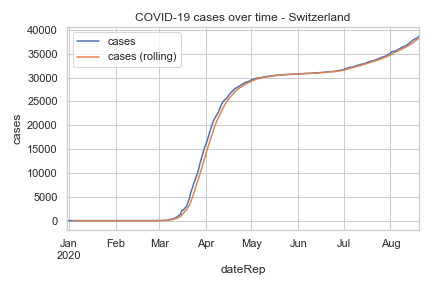 COVID-19 cases over time - Switzerland
cases
cases (rolling)
40000
35000
30000
25000
20000
15000
10000
5000
0
cases
Jan Feb Mar Apr May Jun Jul Aug
2020
dateRep